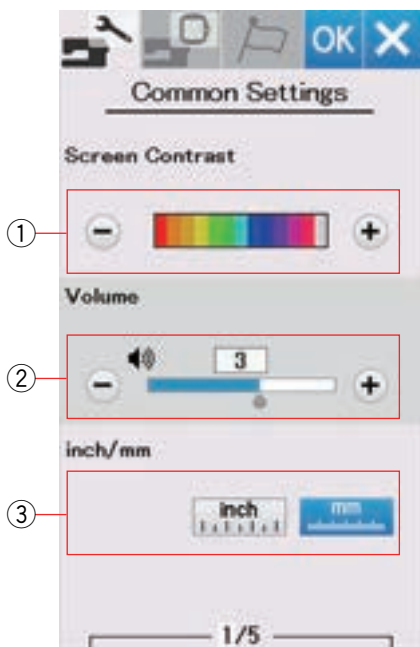 OK
Common Settings
Screen Contrast
①
Volume
3
②
inch/mm
inch
mm
③
1/5